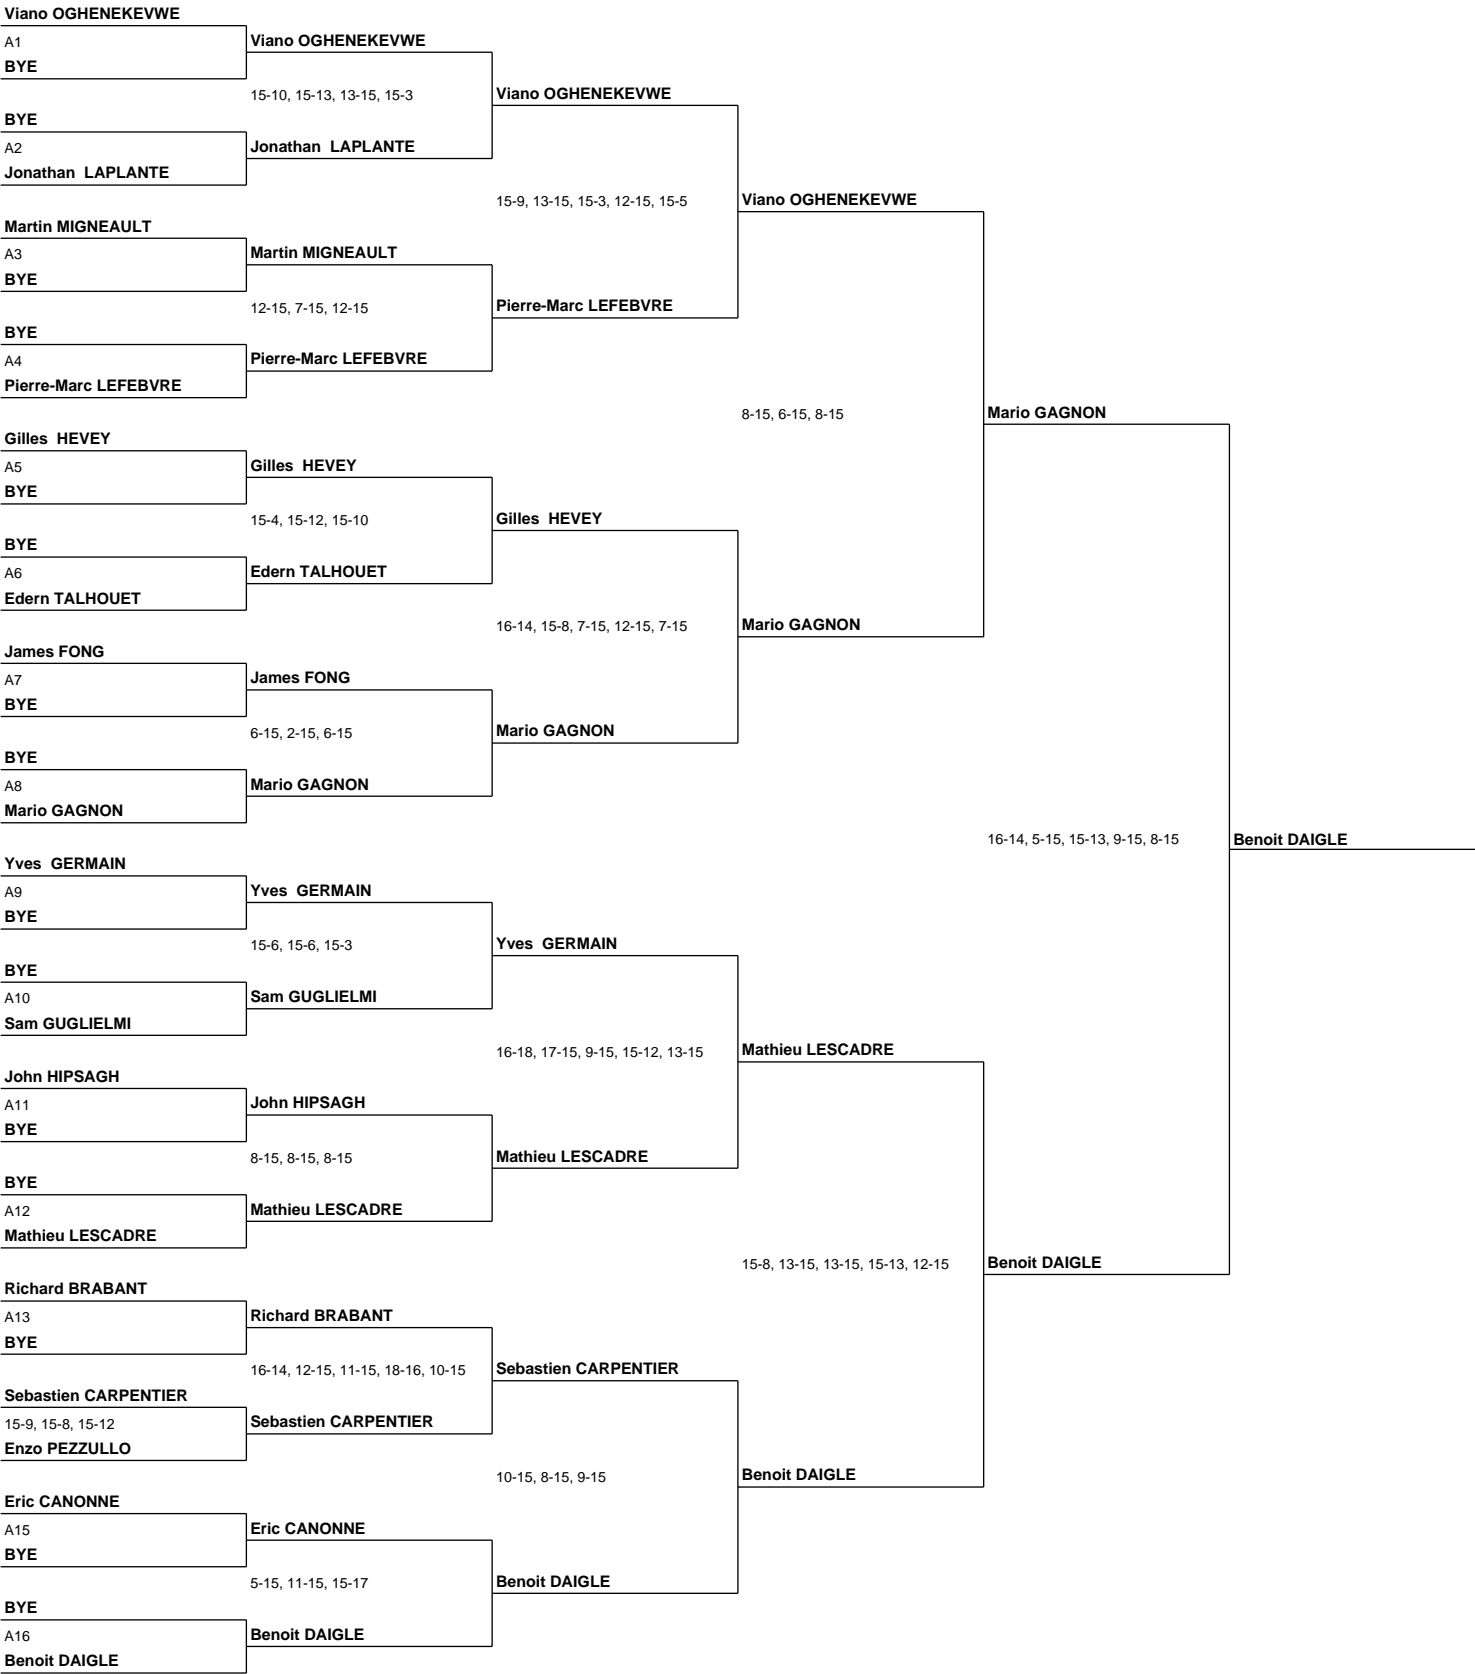 Viano OGHENEKEVWE
A1
BYE
BYE
A2
Jonathan  LAPLANTE
Martin MIGNEAULT
A3
BYE
BYE
A4
Pierre-Marc LEFEBVRE
Gilles  HEVEY
A5
BYE
BYE
A6
Edern TALHOUET
James FONG
A7
BYE
BYE
A8
Mario GAGNON
Yves  GERMAIN
A9
BYE
BYE
A10
Sam GUGLIELMI
John HIPSAGH
A11
BYE
BYE
A12
Mathieu LESCADRE
Richard BRABANT
A13
BYE
Sebastien CARPENTIER
15-9, 15-8, 15-12
Enzo PEZZULLO
Eric CANONNE
A15
BYE
BYE
A16
Benoit DAIGLE
Viano OGHENEKEVWE
15-10, 15-13, 13-15, 15-3
Jonathan  LAPLANTE
Martin MIGNEAULT
12-15, 7-15, 12-15
Pierre-Marc LEFEBVRE
Gilles  HEVEY
15-4, 15-12, 15-10
Edern TALHOUET
James FONG
6-15, 2-15, 6-15
Mario GAGNON
Yves  GERMAIN
15-6, 15-6, 15-3
Sam GUGLIELMI
John HIPSAGH
8-15, 8-15, 8-15
Mathieu LESCADRE
Richard BRABANT
16-14, 12-15, 11-15, 18-16, 10-15
Sebastien CARPENTIER
Eric CANONNE
5-15, 11-15, 15-17
Benoit DAIGLE
Viano OGHENEKEVWE
15-9, 13-15, 15-3, 12-15, 15-5
Pierre-Marc LEFEBVRE
Gilles  HEVEY
16-14, 15-8, 7-15, 12-15, 7-15
Mario GAGNON
Yves  GERMAIN
16-18, 17-15, 9-15, 15-12, 13-15
Mathieu LESCADRE
Sebastien CARPENTIER
10-15, 8-15, 9-15
Benoit DAIGLE
Viano OGHENEKEVWE
8-15, 6-15, 8-15
Mario GAGNON
Mathieu LESCADRE
15-8, 13-15, 13-15, 15-13, 12-15
Benoit DAIGLE
Mario GAGNON
16-14, 5-15, 15-13, 9-15, 8-15
Benoit DAIGLE
Benoit DAIGLE